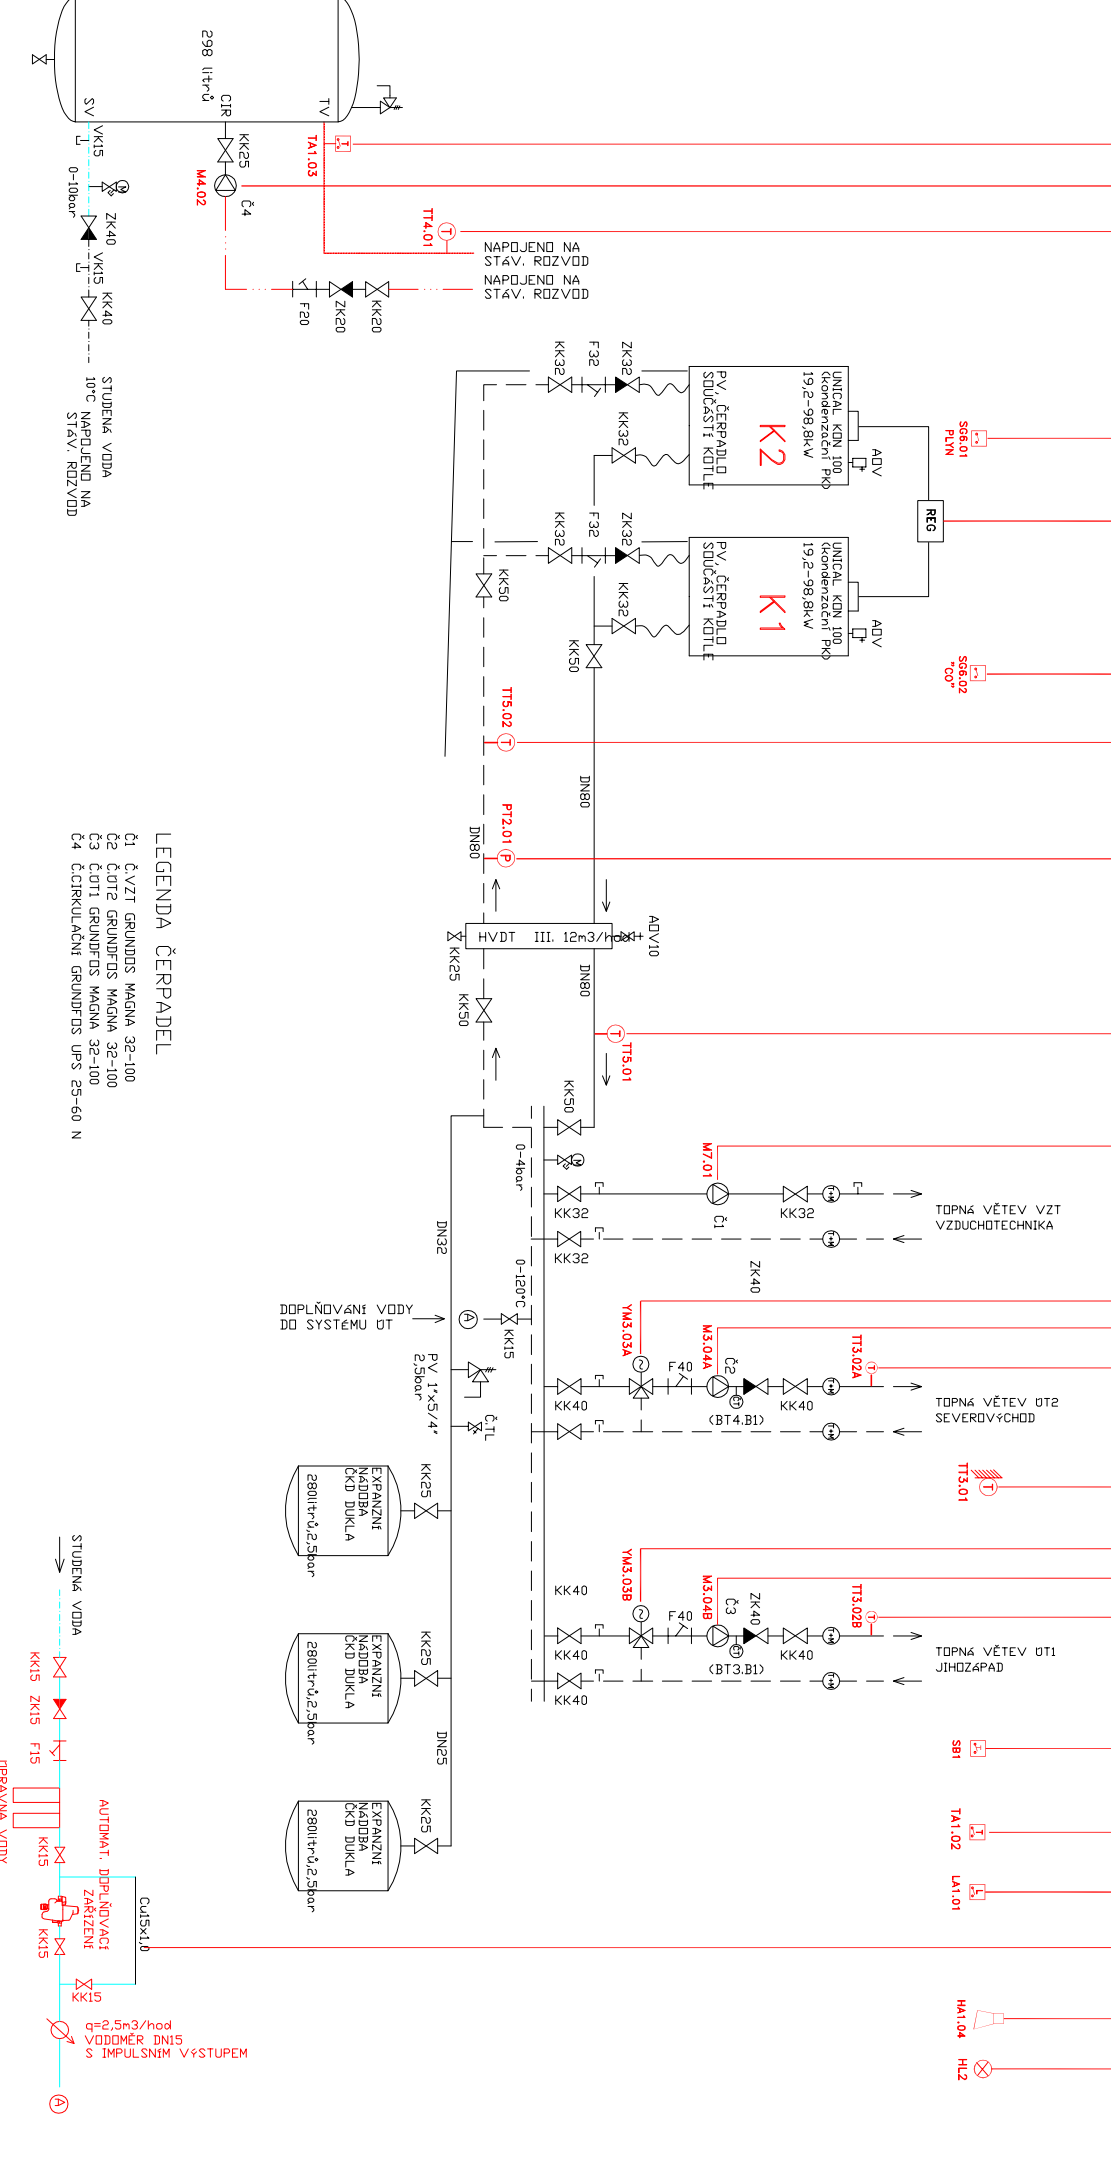 298 litrů
SV
CIR
TV
VK15
0-10bar
ZK40
VK15
KK40
KK25
M4.02
Č4
TA1.03
T
TT4.01
T
M
NAPOJENO NA
STÁV. ROZVOD
NAPOJENO NA
STÁV. ROZVOD
F20
ZK20
KK20
STUDENÁ VODA
10°C
NAPOJENO NA
STÁV. ROZVOD
KK32
F32
ZK32
KK32
UNICAL KON 100
(kondenzační PK)
19,2-98,8kW
K2
PV, ČERPADLO
SOUČÁSTÍ KOTLE
AOV
SG6.01
PLYN
REG
KK32
F32
ZK32
KK32
KK50
KK50
UNICAL KON 100
(kondenzační PK)
19,2-98,8kW
K1
PV, ČERPADLO
SOUČÁSTÍ KOTLE
AOV
SG6.02
"CO"
TT5.02
T
DN80
PT2.01
P
DN80
HVDT III. 12m3/hod
AOV10
KK25
KK50
DN80
T
TT5.01
LEGENDA ČERPADEL
Č1 Č.VZT GRUNDOS MAGNA 32-100
Č2 Č.ÚT2 GRUNDFOS MAGNA 32-100
Č3 Č.ÚT1 GRUNDFOS MAGNA 32-100
Č4 Č.CIRKULAČNÍ GRUNDFOS UPS 25-60 N
KK50
M
0-4bar
M7.01
Č1
KK32
KK32
KK32
T+M
T+M
TOPNÁ VĚTEV VZT
VZDUCHOTECHNIKA
DN32
0-120°C
ZK40
DOPLŇOVÁNÍ VODY
DO SYSTÉMU ÚT
A
KK15
PV 1"x5/4"
2,5bar
Č.TL
YM3.03A
M3.04A
TT3.02A
T
F40
Č2
ČT
(BT4.B1)
KK40
KK40
T+M
T+M
TOPNÁ VĚTEV ÚT2
SEVEROVÝCHOD
TT3.01
T
EXPANZNÍ
NÁDOBA
ČKD DUKLA
280litrů,2,5bar
KK25
KK40
YM3.03B
M3.04B
TT3.02B
T
F40
Č3
ZK40
ČT
(BT3.B1)
KK40
KK40
KK40
T+M
T+M
TOPNÁ VĚTEV ÚT1
JIHOZÁPAD
EXPANZNÍ
NÁDOBA
ČKD DUKLA
280litrů,2,5bar
KK25
DN25
EXPANZNÍ
NÁDOBA
ČKD DUKLA
280litrů,2,5bar
KK25
SB1
TA1.02
T
LA1.01
L
HA1.04
HL2
STUDENÁ VODA
KK15
ZK15
F15
ÚPRAVNA VODY
KK15
AUTOMAT. DOPLŇOVACÍ
ZAŘÍZENÍ
Cu15x1,0
KK15
KK15
q=2,5m3/hod
VODOMĚR DN15
S IMPULSNÍM VÝSTUPEM
A